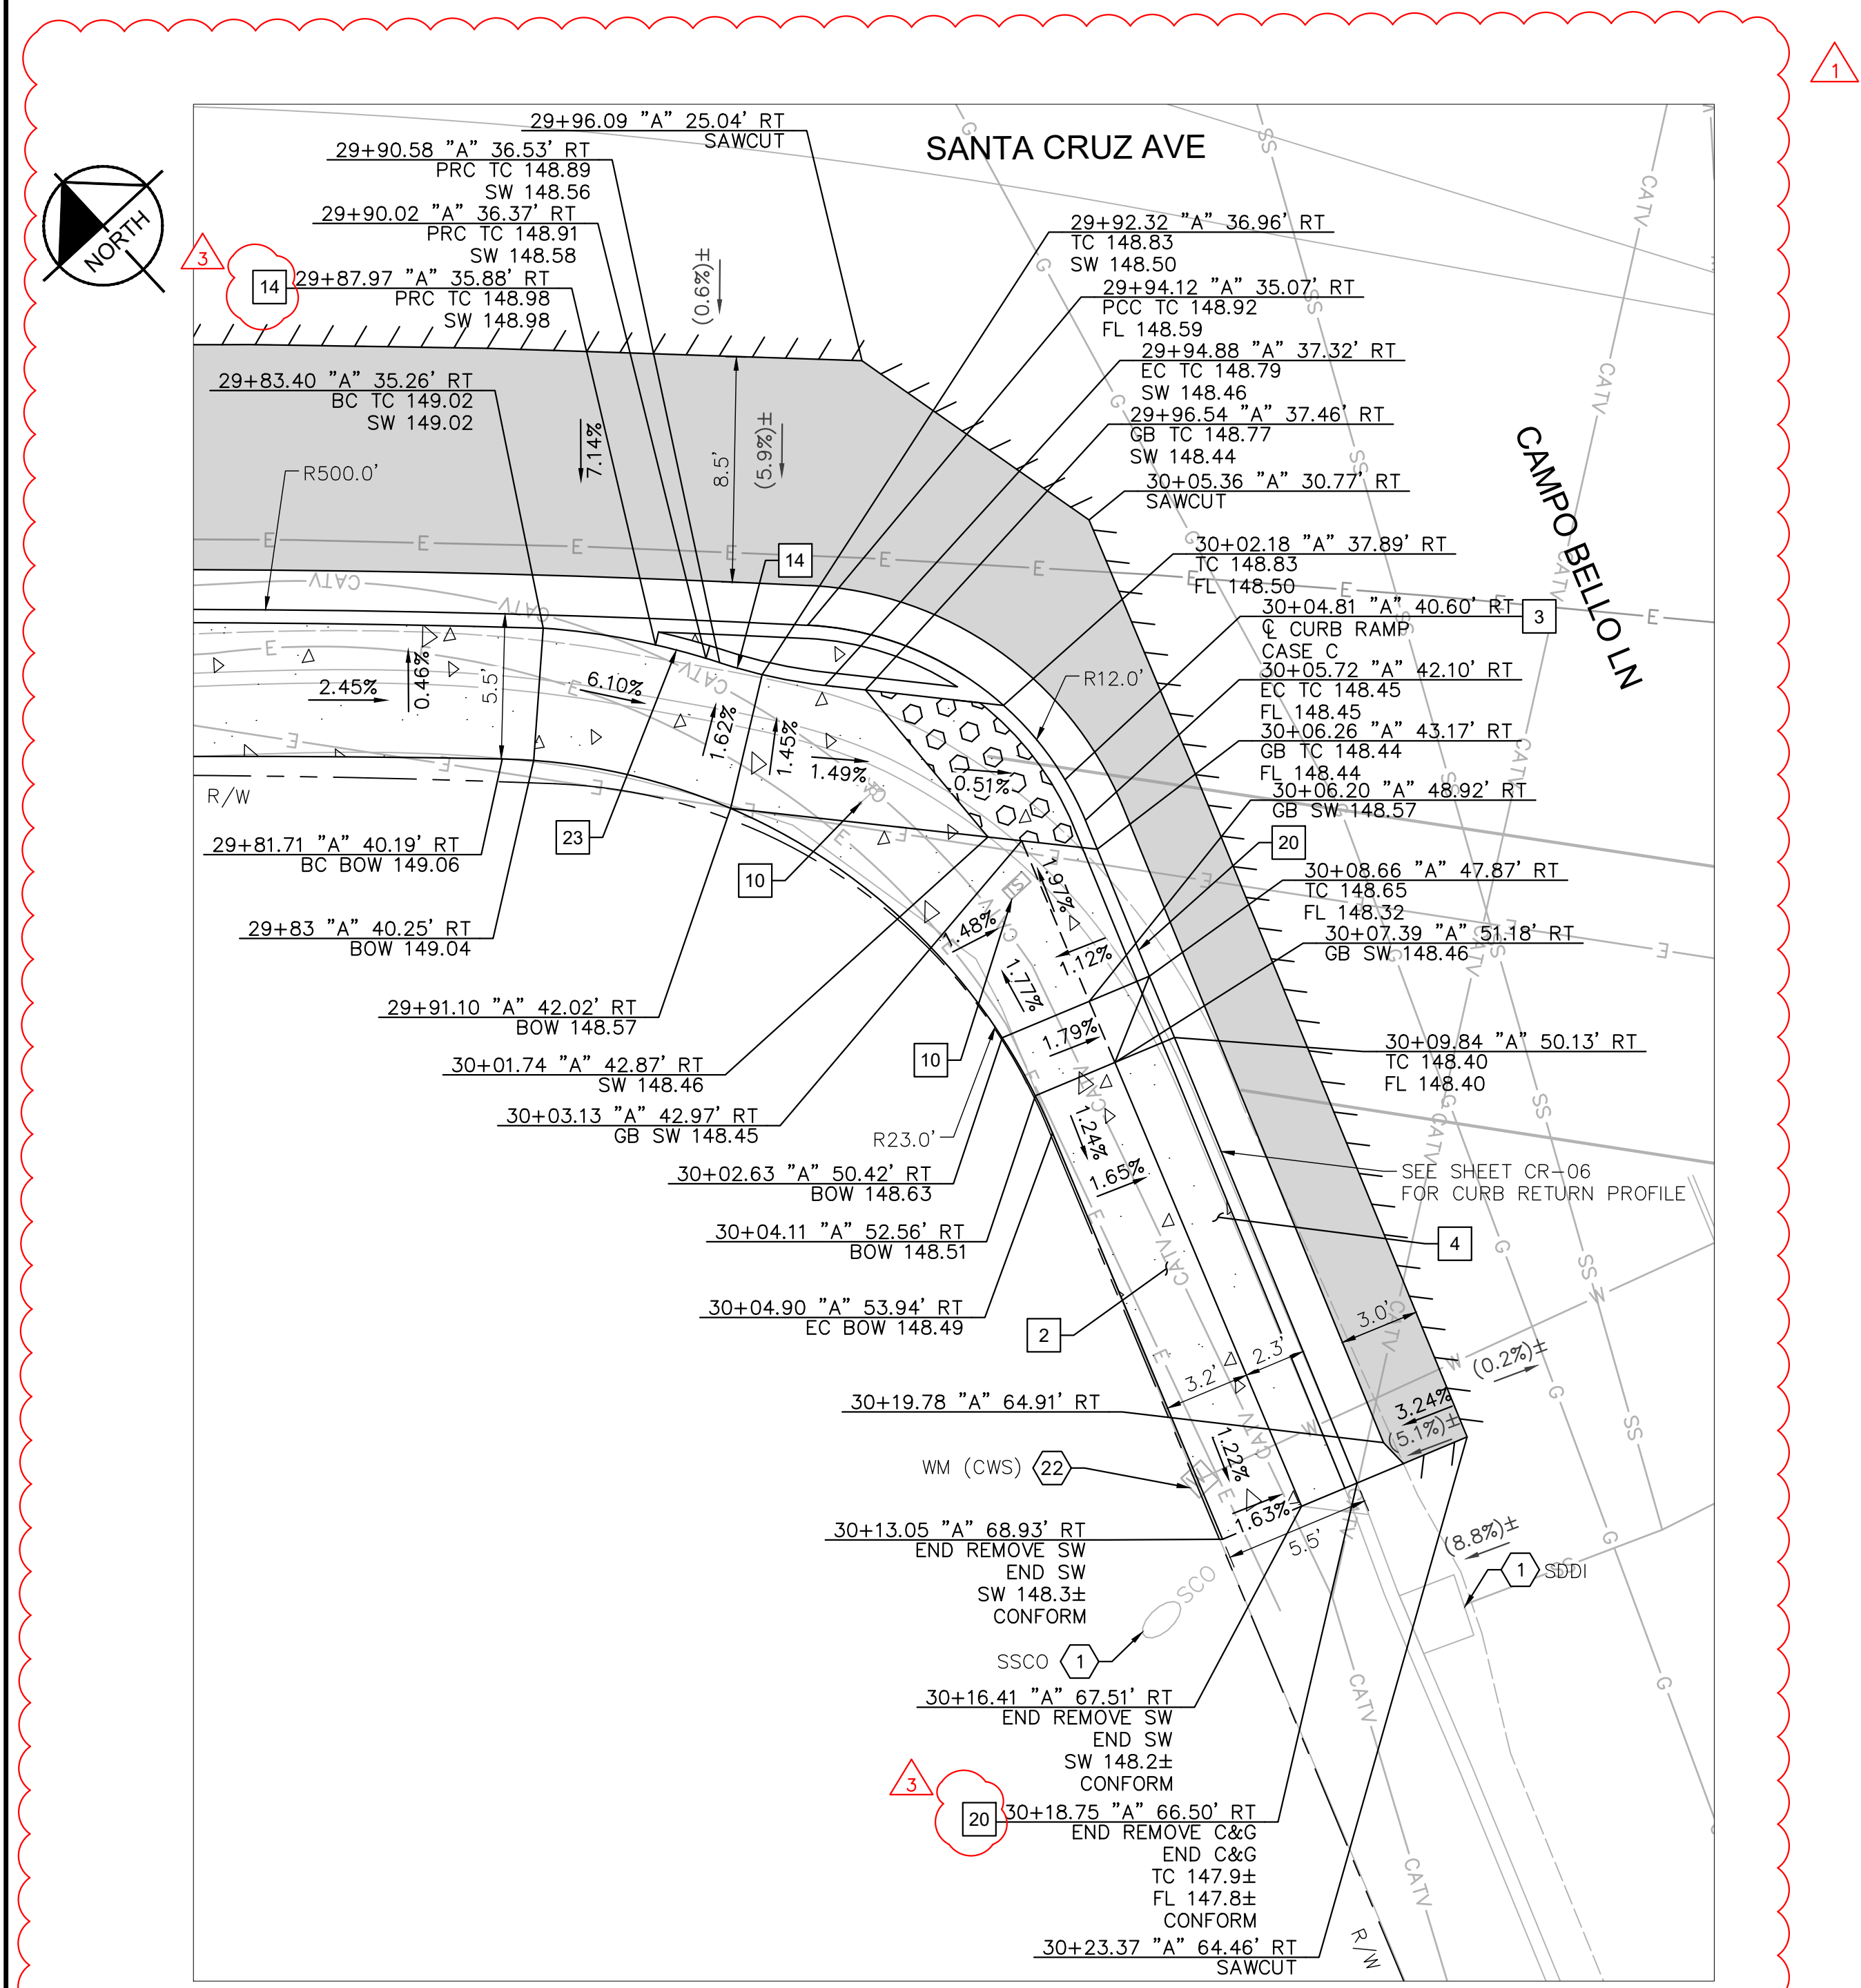 1
SANTA CRUZ AVE
CAMPO BELLO LN
NORTH
29+96.09 "A" 25.04' RT
SAWCUT
29+90.58 "A" 36.53' RT
PRC TC 148.89
SW 148.56
29+90.02 "A" 36.37' RT
PRC TC 148.91
SW 148.58
3
14
29+87.97 "A" 35.88' RT
PRC TC 148.98
SW 148.98
(0.6%)±
29+92.32 "A" 36.96' RT
TC 148.83
SW 148.50
29+94.12 "A" 35.07' RT
PCC TC 148.92
FL 148.59
29+94.88 "A" 37.32' RT
EC TC 148.79
SW 148.46
29+96.54 "A" 37.46' RT
GB TC 148.77
SW 148.44
30+05.36 "A" 30.77' RT
SAWCUT
29+83.40 "A" 35.26' RT
BC TC 149.02
SW 149.02
R500.0'
7.14%
8.5'
(5.9%)±
14
30+02.18 "A" 37.89' RT
TC 148.83
FL 148.50
30+04.81 "A" 40.60' RT
℄ CURB RAMP
CASE C
3
30+05.72 "A" 42.10' RT
EC TC 148.45
FL 148.45
30+06.26 "A" 43.17' RT
GB TC 148.44
FL 148.44
30+06.20 "A" 48.92' RT
GB SW 148.57
20
30+08.66 "A" 47.87' RT
TC 148.65
FL 148.32
30+07.39 "A" 51.18' RT
GB SW 148.46
30+09.84 "A" 50.13' RT
TC 148.40
FL 148.40
R12.0'
2.45%
0.46%
5.5'
6.10%
1.62%
1.45%
1.49%
0.51%
R/W
29+81.71 "A" 40.19' RT
BC BOW 149.06
23
10
29+83 "A" 40.25' RT
BOW 149.04
1.97%
1.48%
1.12%
1.77%
1.79%
29+91.10 "A" 42.02' RT
BOW 148.57
30+01.74 "A" 42.87' RT
SW 148.46
10
30+03.13 "A" 42.97' RT
GB SW 148.45
R23.0'
30+02.63 "A" 50.42' RT
BOW 148.63
1.24%
1.65%
SEE SHEET CR-06
FOR CURB RETURN PROFILE
4
30+04.11 "A" 52.56' RT
BOW 148.51
30+04.90 "A" 53.94' RT
EC BOW 148.49
2
3.0'
2.3'
3.2'
(0.2%)±
3.24%
(5.1%)±
30+19.78 "A" 64.91' RT
WM (CWS) 22
1.22%
1.63%
5.5'
30+13.05 "A" 68.93' RT
END REMOVE SW
END SW
SW 148.3±
CONFORM
(8.8%)±
1 SDDI
SCO
SSCO 1
30+16.41 "A" 67.51' RT
END REMOVE SW
END SW
SW 148.2±
CONFORM
3
20
30+18.75 "A" 66.50' RT
END REMOVE C&G
END C&G
TC 147.9±
FL 147.8±
CONFORM
30+23.37 "A" 64.46' RT
SAWCUT
R/W
G
SS
CATV
E
W